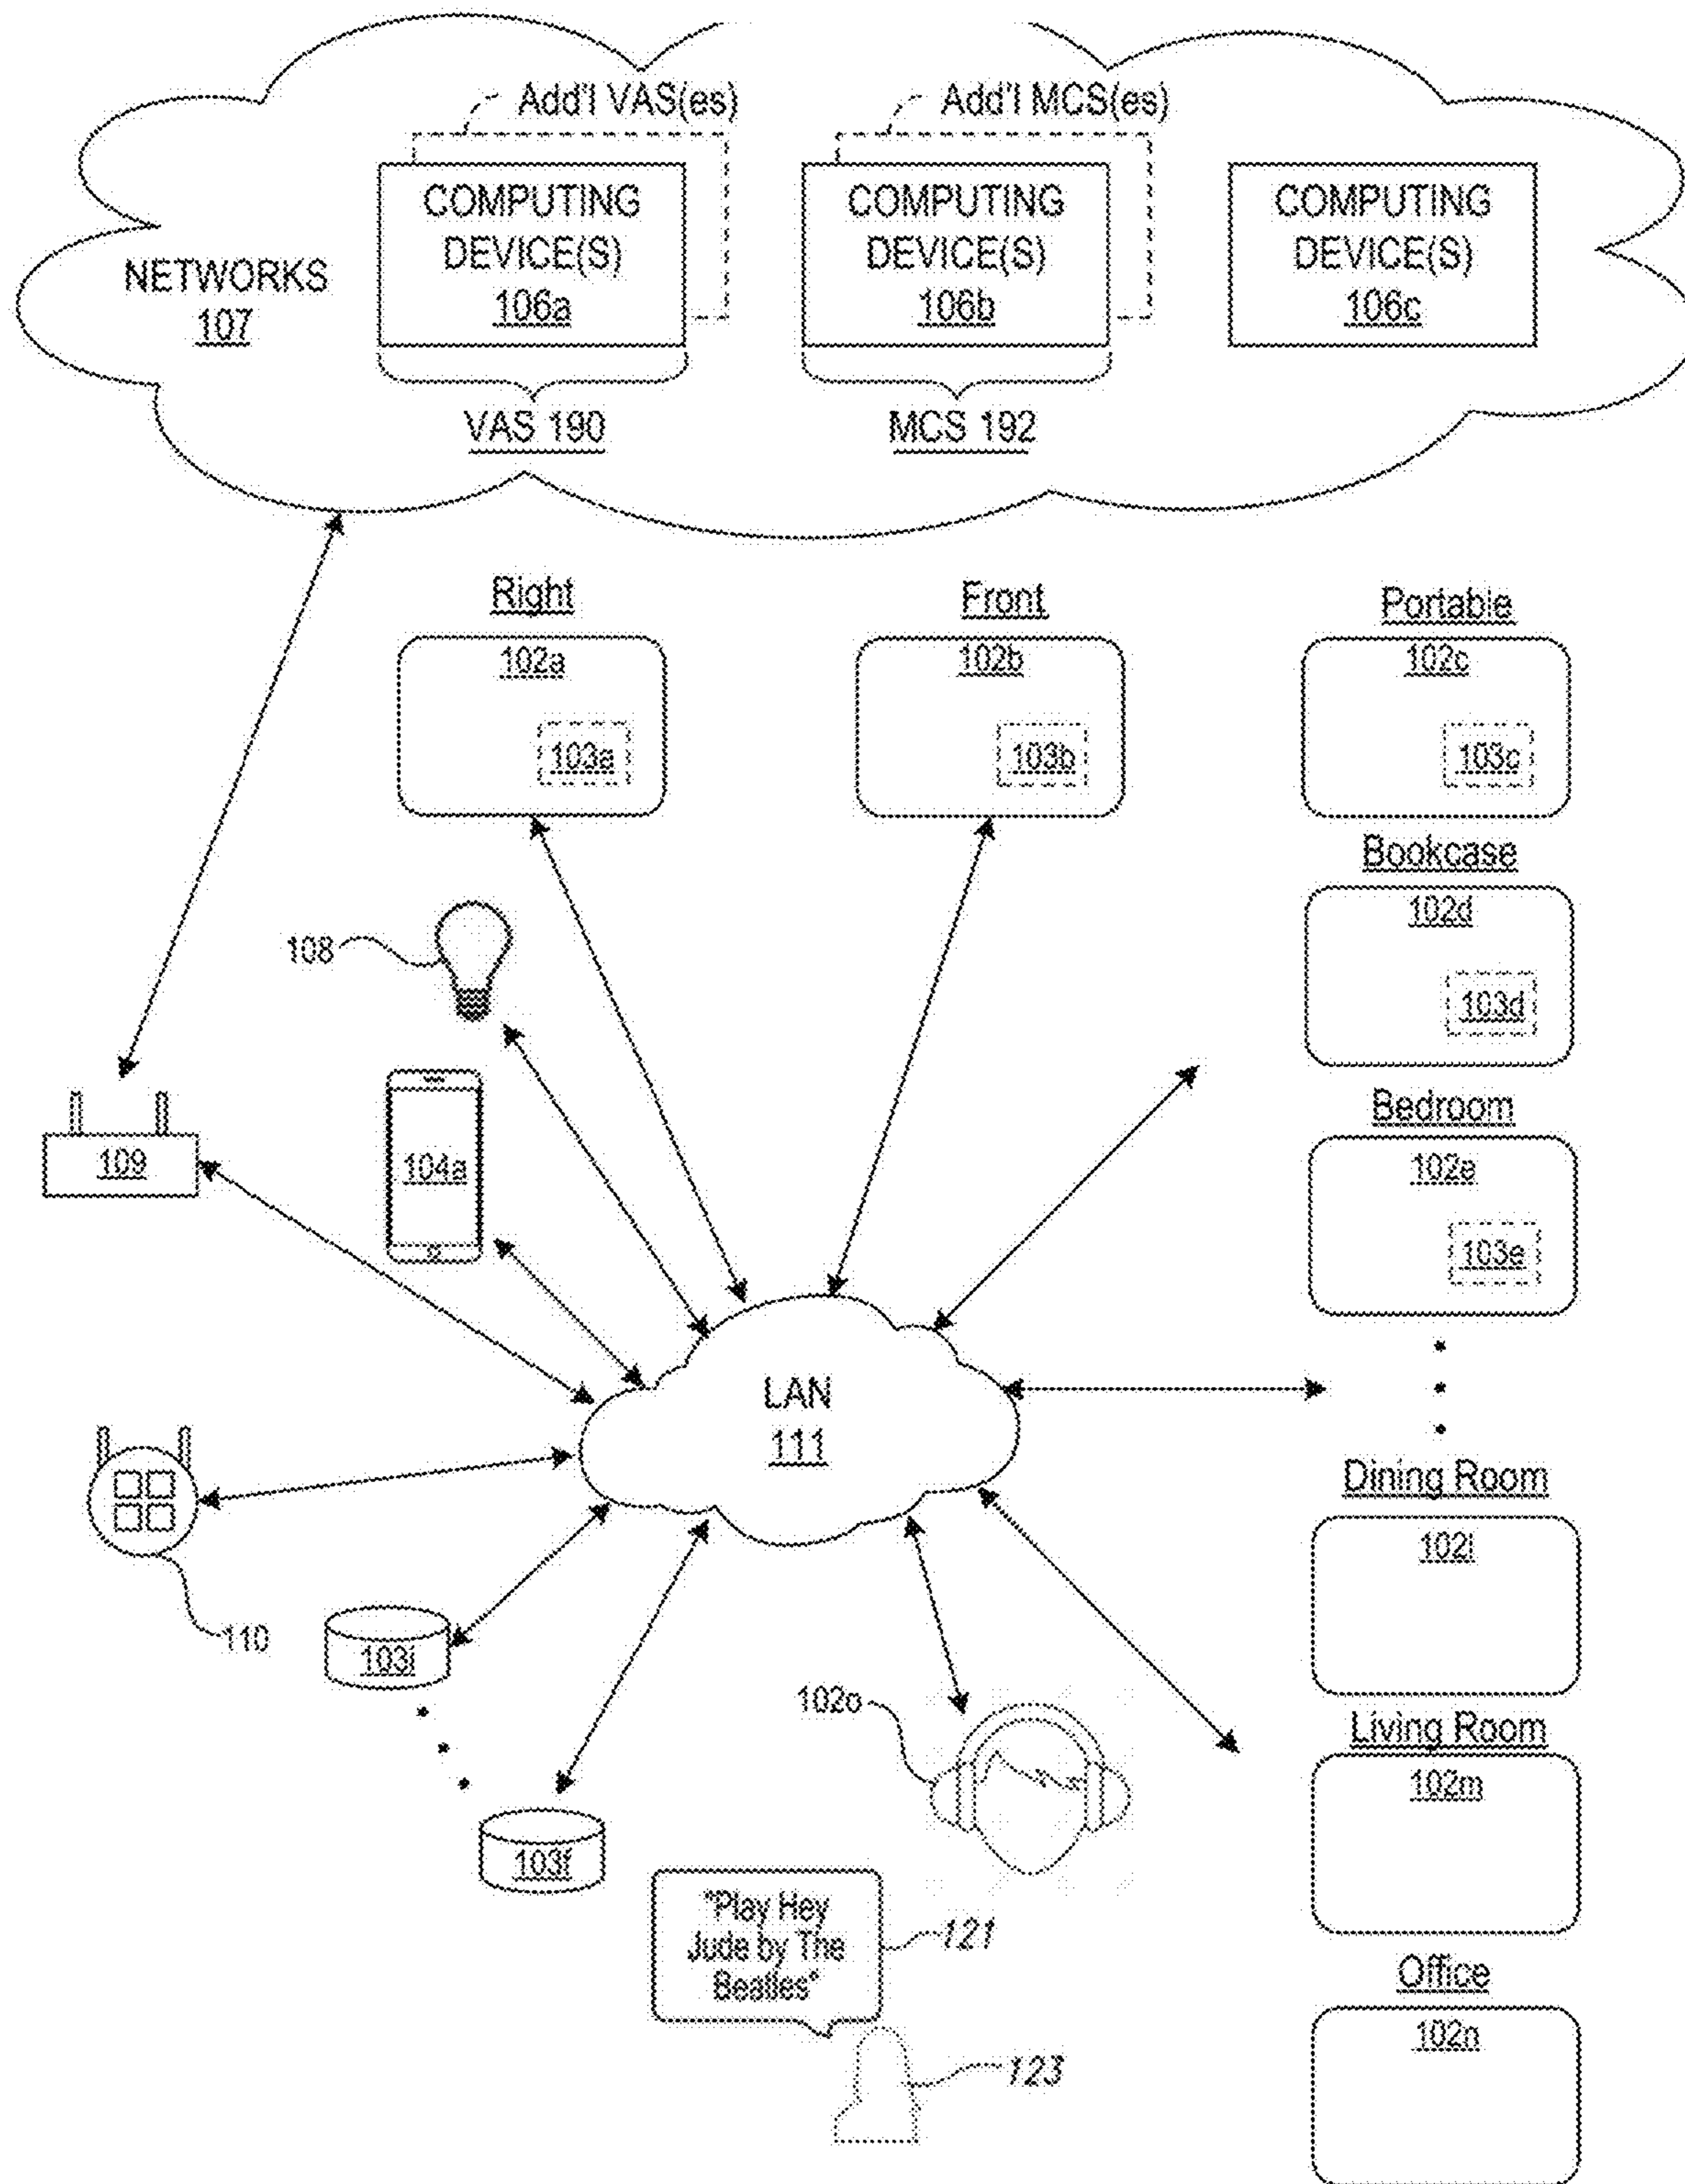 Add'l VAS(es)
Add'l MCS(es)
COMPUTING
DEVICE(S)
106a
COMPUTING
DEVICE(S)
106b
COMPUTING
DEVICE(S)
106c
NETWORKS
107
VAS 190
MCS 192
Right
102a
103a
Front
102b
103b
Portable
102c
103c
Bookcase
102d
103d
108
Bedroom
102e
103e
104a
109
LAN
111
110
Dining Room
102l
103i
103f
102o
Living Room
102m
"Play Hey
Jude by The
Beatles"
121
123
Office
102n